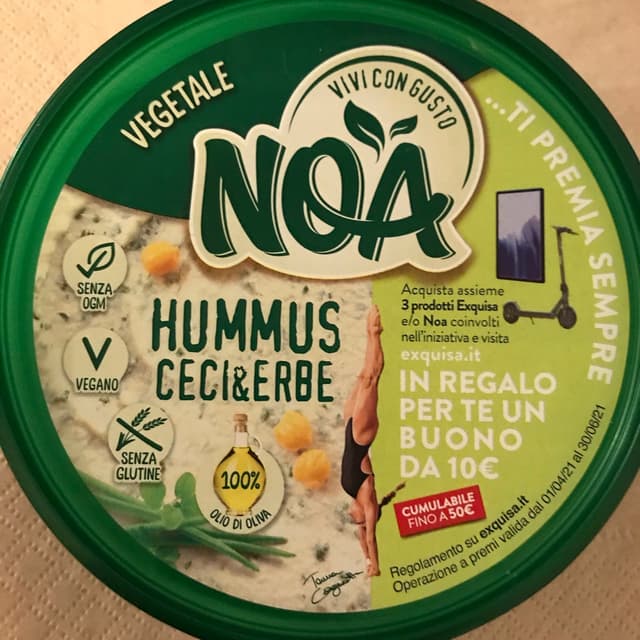 VEGETALE
VIVI CON GUSTO
NOA
...TI PREMIA SEMPRE
SENZA
OGM
VEGANO
SENZA
GLUTINE
HUMMUS
CECI&ERBE
100%
OLIO DI OLIVA
Acquista assieme
3 prodotti Exquisa
e/o Noa coinvolti
nell'iniziativa e visita
exquisa.it
IN REGALO
PER TE UN
BUONO
DA 10€
CUMULABILE
FINO A 50€
Regolamento su exquisa.it
Operazione a premi valida dal 01/04/21 al 30/06/21